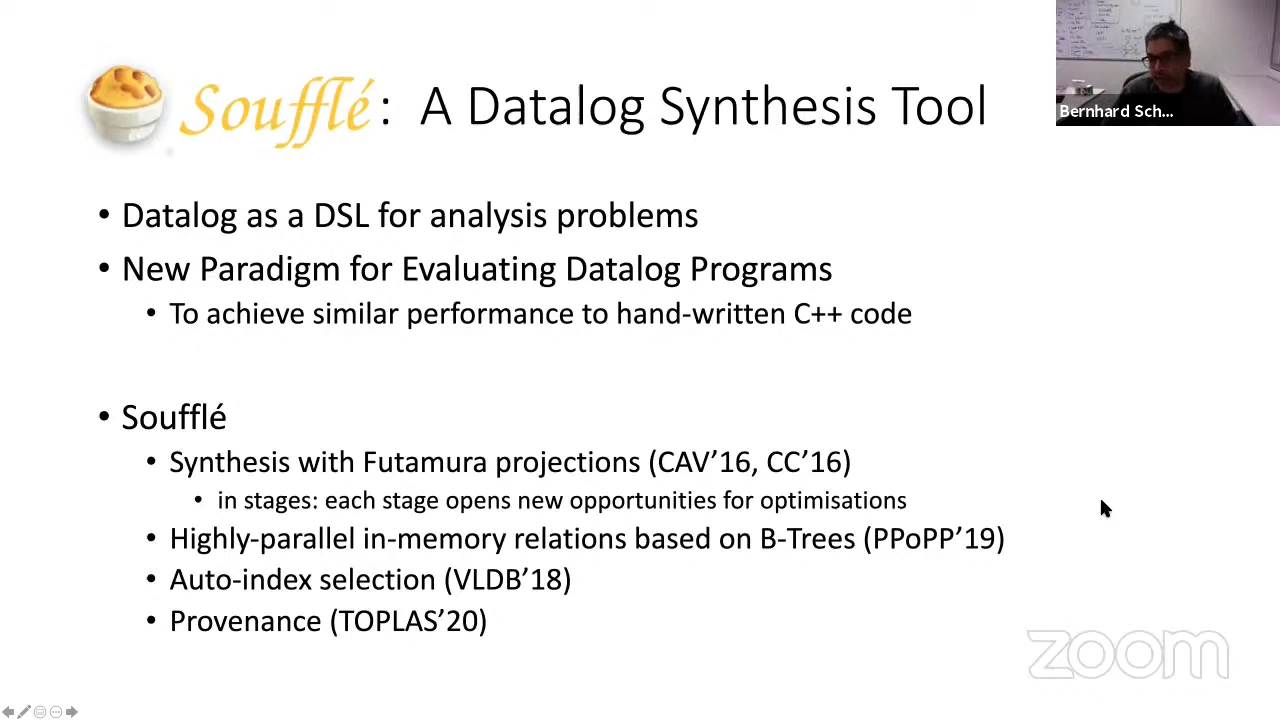 Soufflé: A Datalog Synthesis Tool
Bernhard Sch...
• Datalog as a DSL for analysis problems
• New Paradigm for Evaluating Datalog Programs
• To achieve similar performance to hand-written C++ code
• Soufflé
• Synthesis with Futamura projections (CAV’16, CC’16)
• in stages: each stage opens new opportunities for optimisations
• Highly-parallel in-memory relations based on B-Trees (PPoPP’19)
• Auto-index selection (VLDB’18)
• Provenance (TOPLAS’20)
zoom